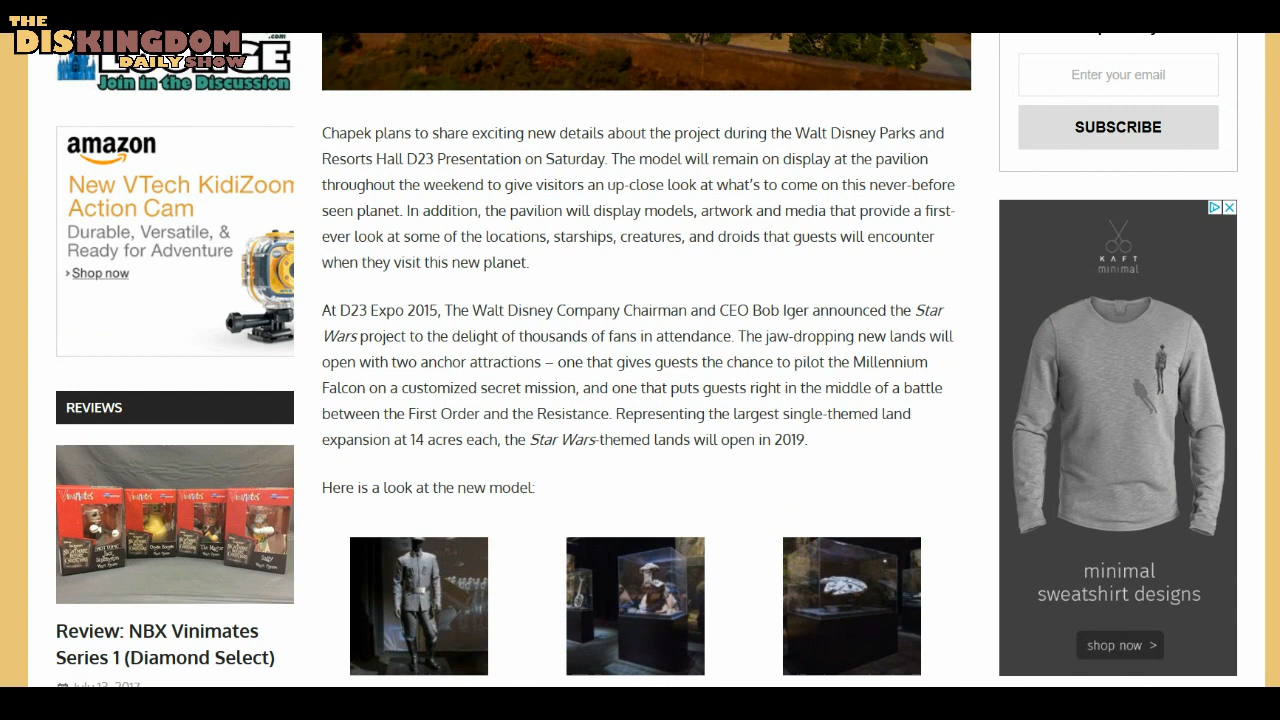 THE
DISKINGDOM
DAILY SHOW
.com
Join in the Discussion
amazon
New VTech KidiZoom
Action Cam
Durable, Versatile, &
Ready for Adventure
› Shop now
REVIEWS
Review: NBX Vinimates
Series 1 (Diamond Select)
July 13, 2017
Chapek plans to share exciting new details about the project during the Walt Disney Parks and
Resorts Hall D23 Presentation on Saturday. The model will remain on display at the pavilion
throughout the weekend to give visitors an up-close look at what's to come on this never-before
seen planet. In addition, the pavilion will display models, artwork and media that provide a first-
ever look at some of the locations, starships, creatures, and droids that guests will encounter
when they visit this new planet.
At D23 Expo 2015, The Walt Disney Company Chairman and CEO Bob Iger announced the Star
Wars project to the delight of thousands of fans in attendance. The jaw-dropping new lands will
open with two anchor attractions – one that gives guests the chance to pilot the Millennium
Falcon on a customized secret mission, and one that puts guests right in the middle of a battle
between the First Order and the Resistance. Representing the largest single-themed land
expansion at 14 acres each, the Star Wars-themed lands will open in 2019.
Here is a look at the new model:
Enter your email
SUBSCRIBE
KAFT
minimal
minimal
sweatshirt designs
shop now >